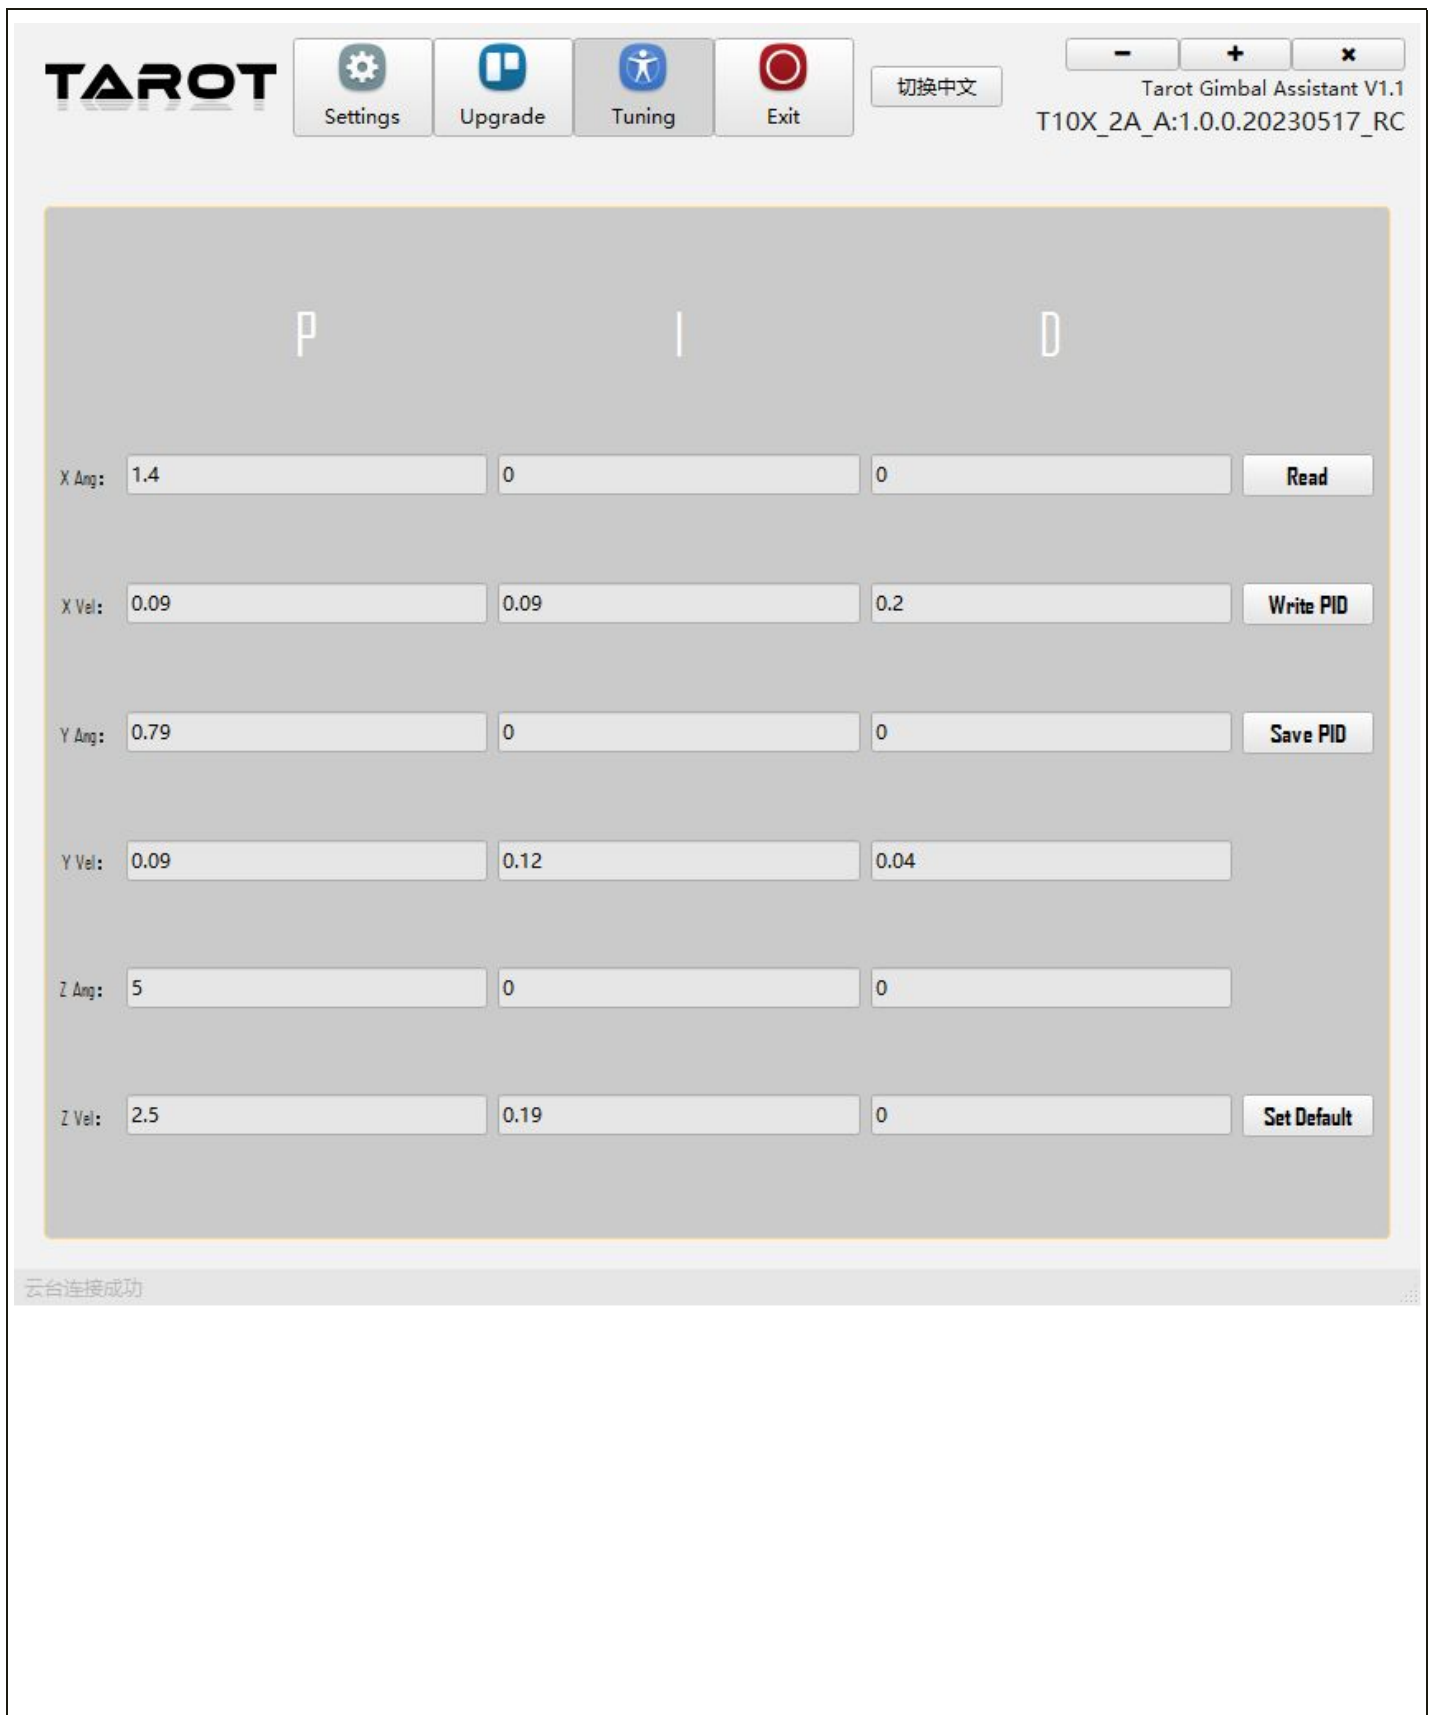 TAROT
Settings Upgrade Tuning Exit
切换中文
Tarot Gimbal Assistant V1.1
T10X_2A_A:1.0.0.20230517_RC
P I D
X Ang: 1.4 0 0 Read
X Vel: 0.09 0.09 0.2 Write PID
Y Ang: 0.79 0 0 Save PID
Y Vel: 0.09 0.12 0.04
Z Ang: 5 0 0
Z Vel: 2.5 0.19 0 Set Default
云台连接成功